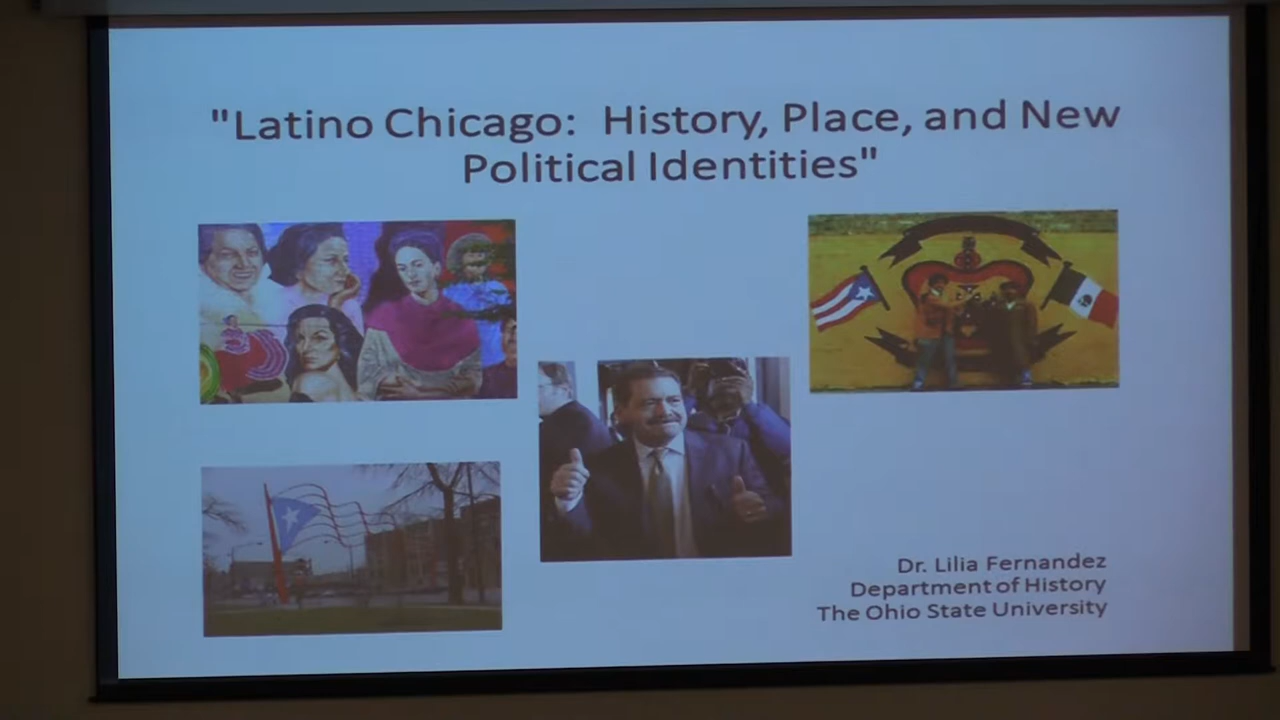 "Latino Chicago: History, Place, and New
Political Identities"
Dr. Lilia Fernandez
Department of History
The Ohio State University